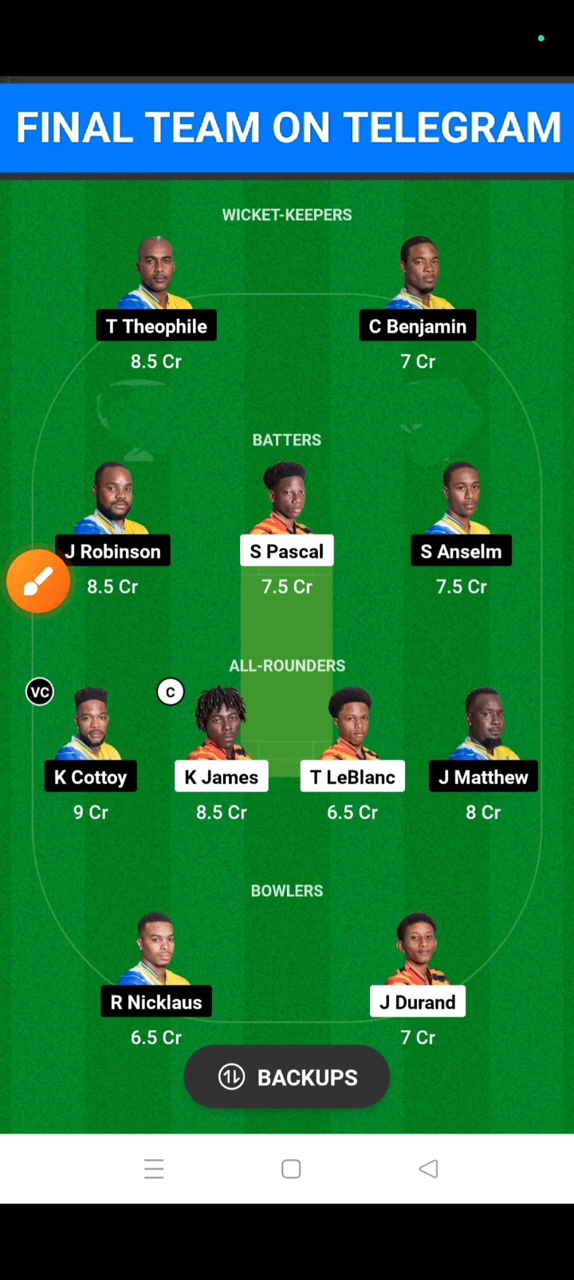 FINAL TEAM ON TELEGRAM
WICKET-KEEPERS
T Theophile
C Benjamin
8.5 Cr
7 Cr
BATTERS
J Robinson
S Pascal
S Anselm
8.5 Cr
7.5 Cr
7.5 Cr
ALL-ROUNDERS
VC
C
K Cottoy
K James
T LeBlanc
J Matthew
9 Cr
8.5 Cr
6.5 Cr
8 Cr
BOWLERS
R Nicklaus
J Durand
6.5 Cr
7 Cr
BACKUPS